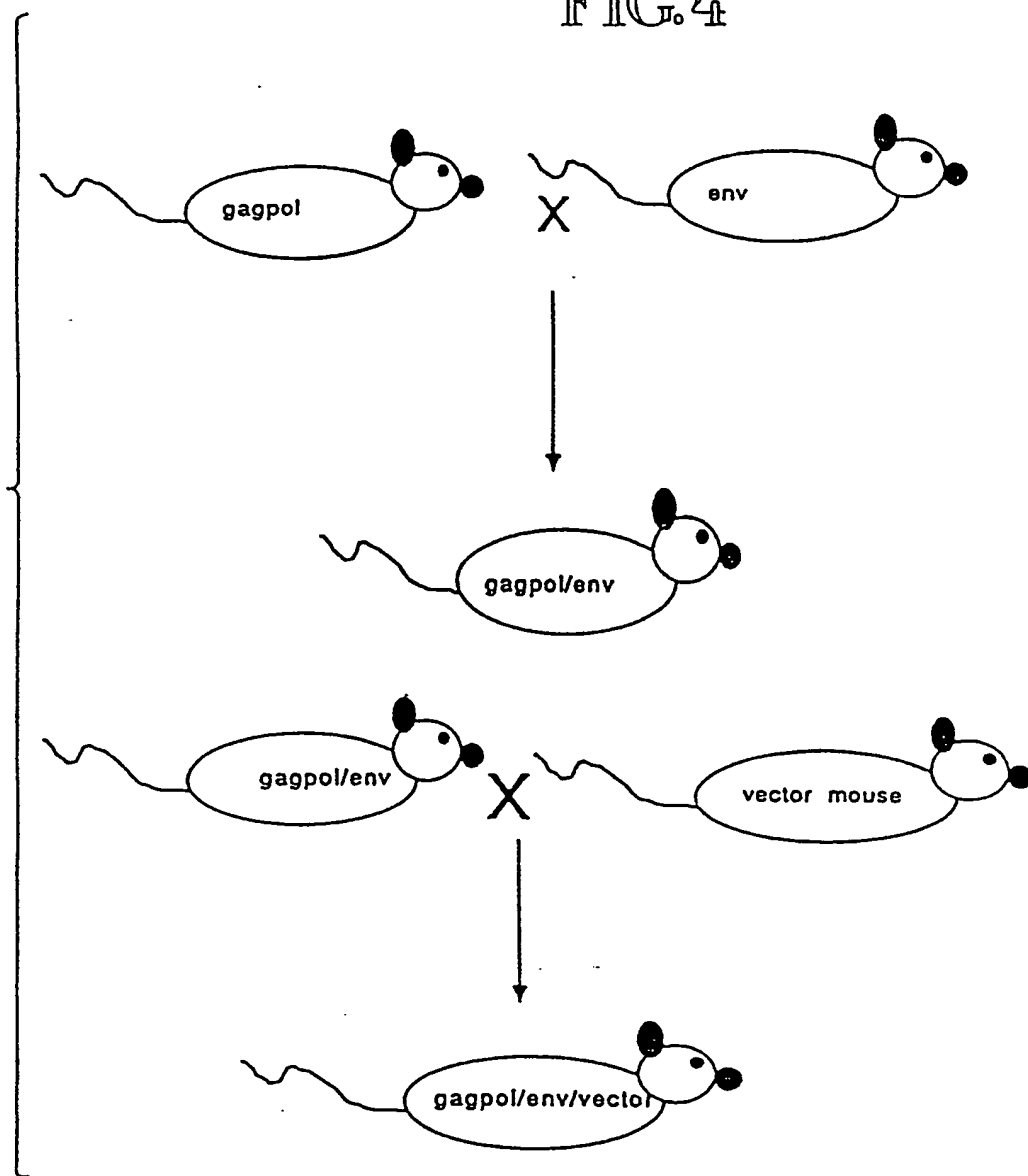 FIG. 4
gagpol X env
gagpol/env
gagpol/env X vector mouse
gagpol/env/vector